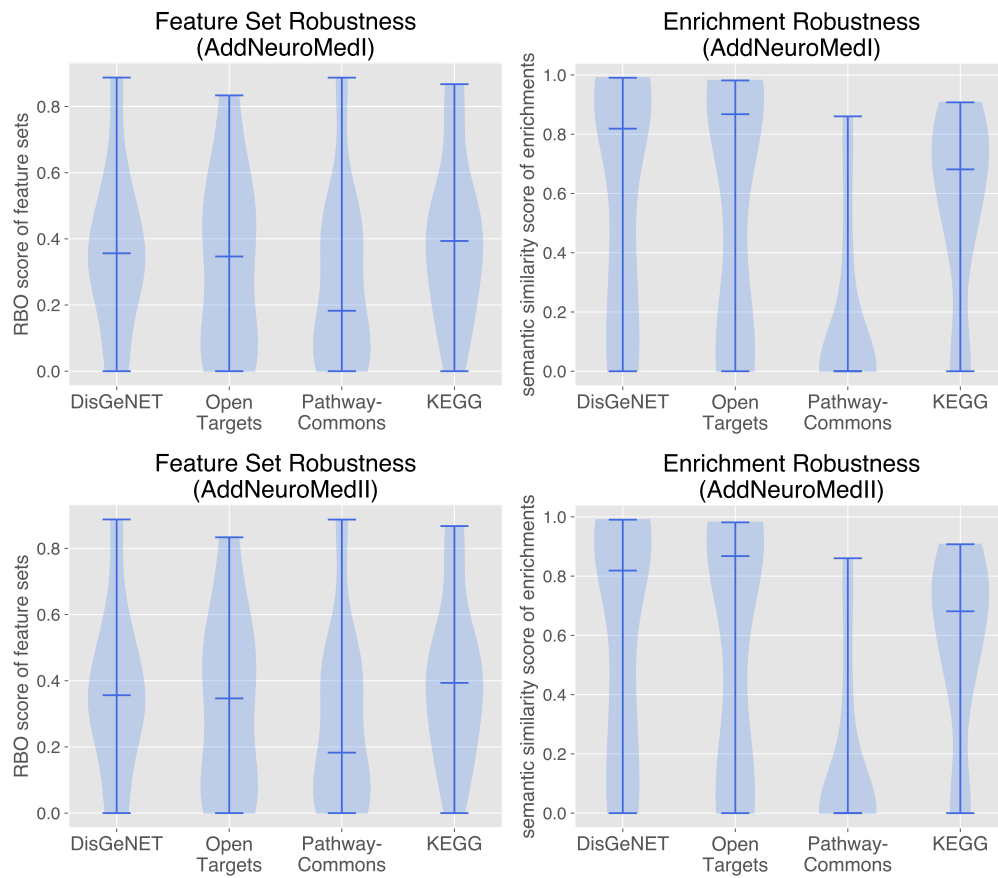 Feature Set Robustness
(AddNeuroMedI)
RBO score of feature sets
0.8
0.6
0.4
0.2
0.0
DisGeNET
Open
Targets
Pathway-
Commons
KEGG
Enrichment Robustness
(AddNeuroMedI)
semantic similarity score of enrichments
1.0
0.8
0.6
0.4
0.2
0.0
DisGeNET
Open
Targets
Pathway-
Commons
KEGG
Feature Set Robustness
(AddNeuroMedII)
RBO score of feature sets
0.8
0.6
0.4
0.2
0.0
DisGeNET
Open
Targets
Pathway-
Commons
KEGG
Enrichment Robustness
(AddNeuroMedII)
semantic similarity score of enrichments
1.0
0.8
0.6
0.4
0.2
0.0
DisGeNET
Open
Targets
Pathway-
Commons
KEGG